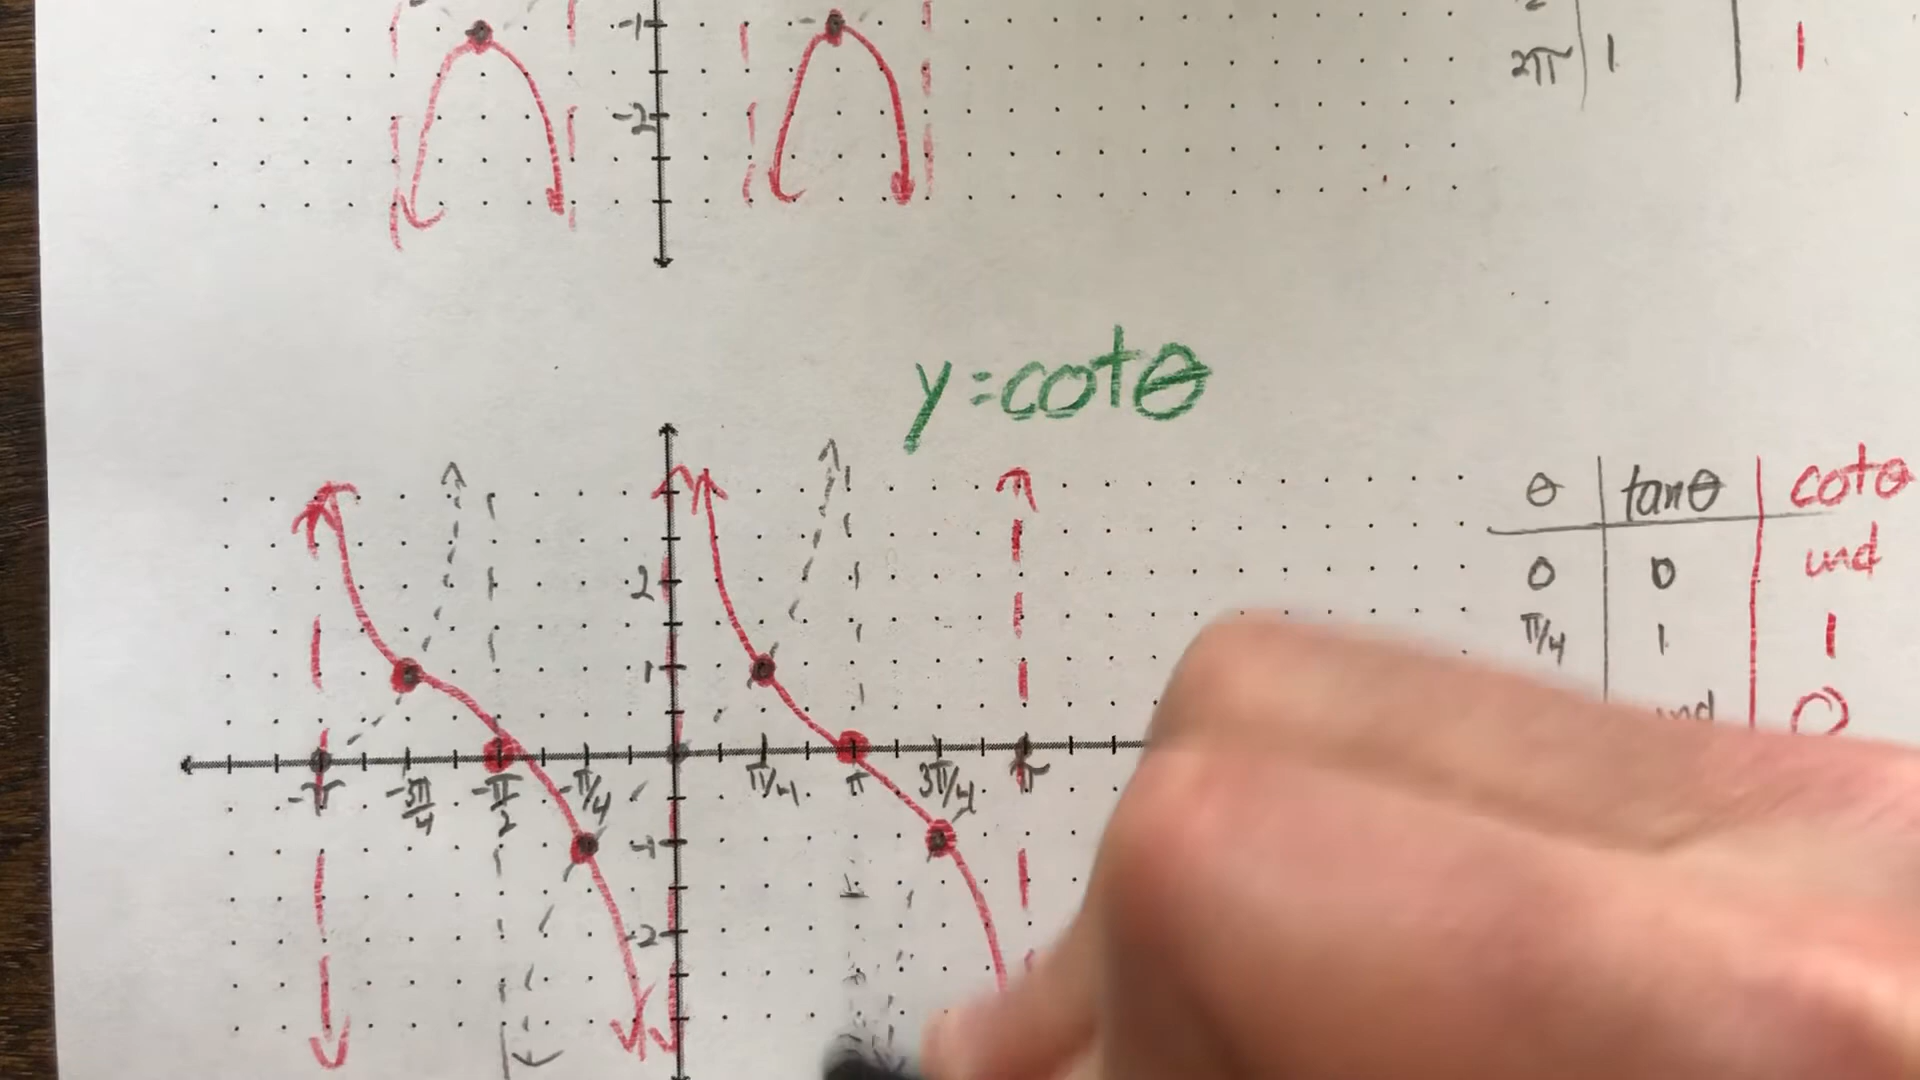 -1
-2
2π 1 1
y=cotθ
θ tanθ cotθ
0 0 und
π/4 1 1
und 0
2
1
-π -3π/4 -π/2 -π/4 π/4 π 3π/4 π
-1
-2